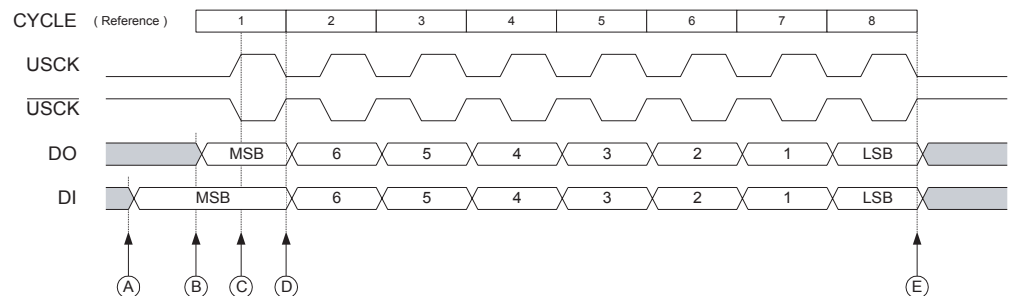 CYCLE ( Reference ) 1 2 3 4 5 6 7 8
USCK
USCK
DO MSB 6 5 4 3 2 1 LSB
DI MSB 6 5 4 3 2 1 LSB
A B C D E